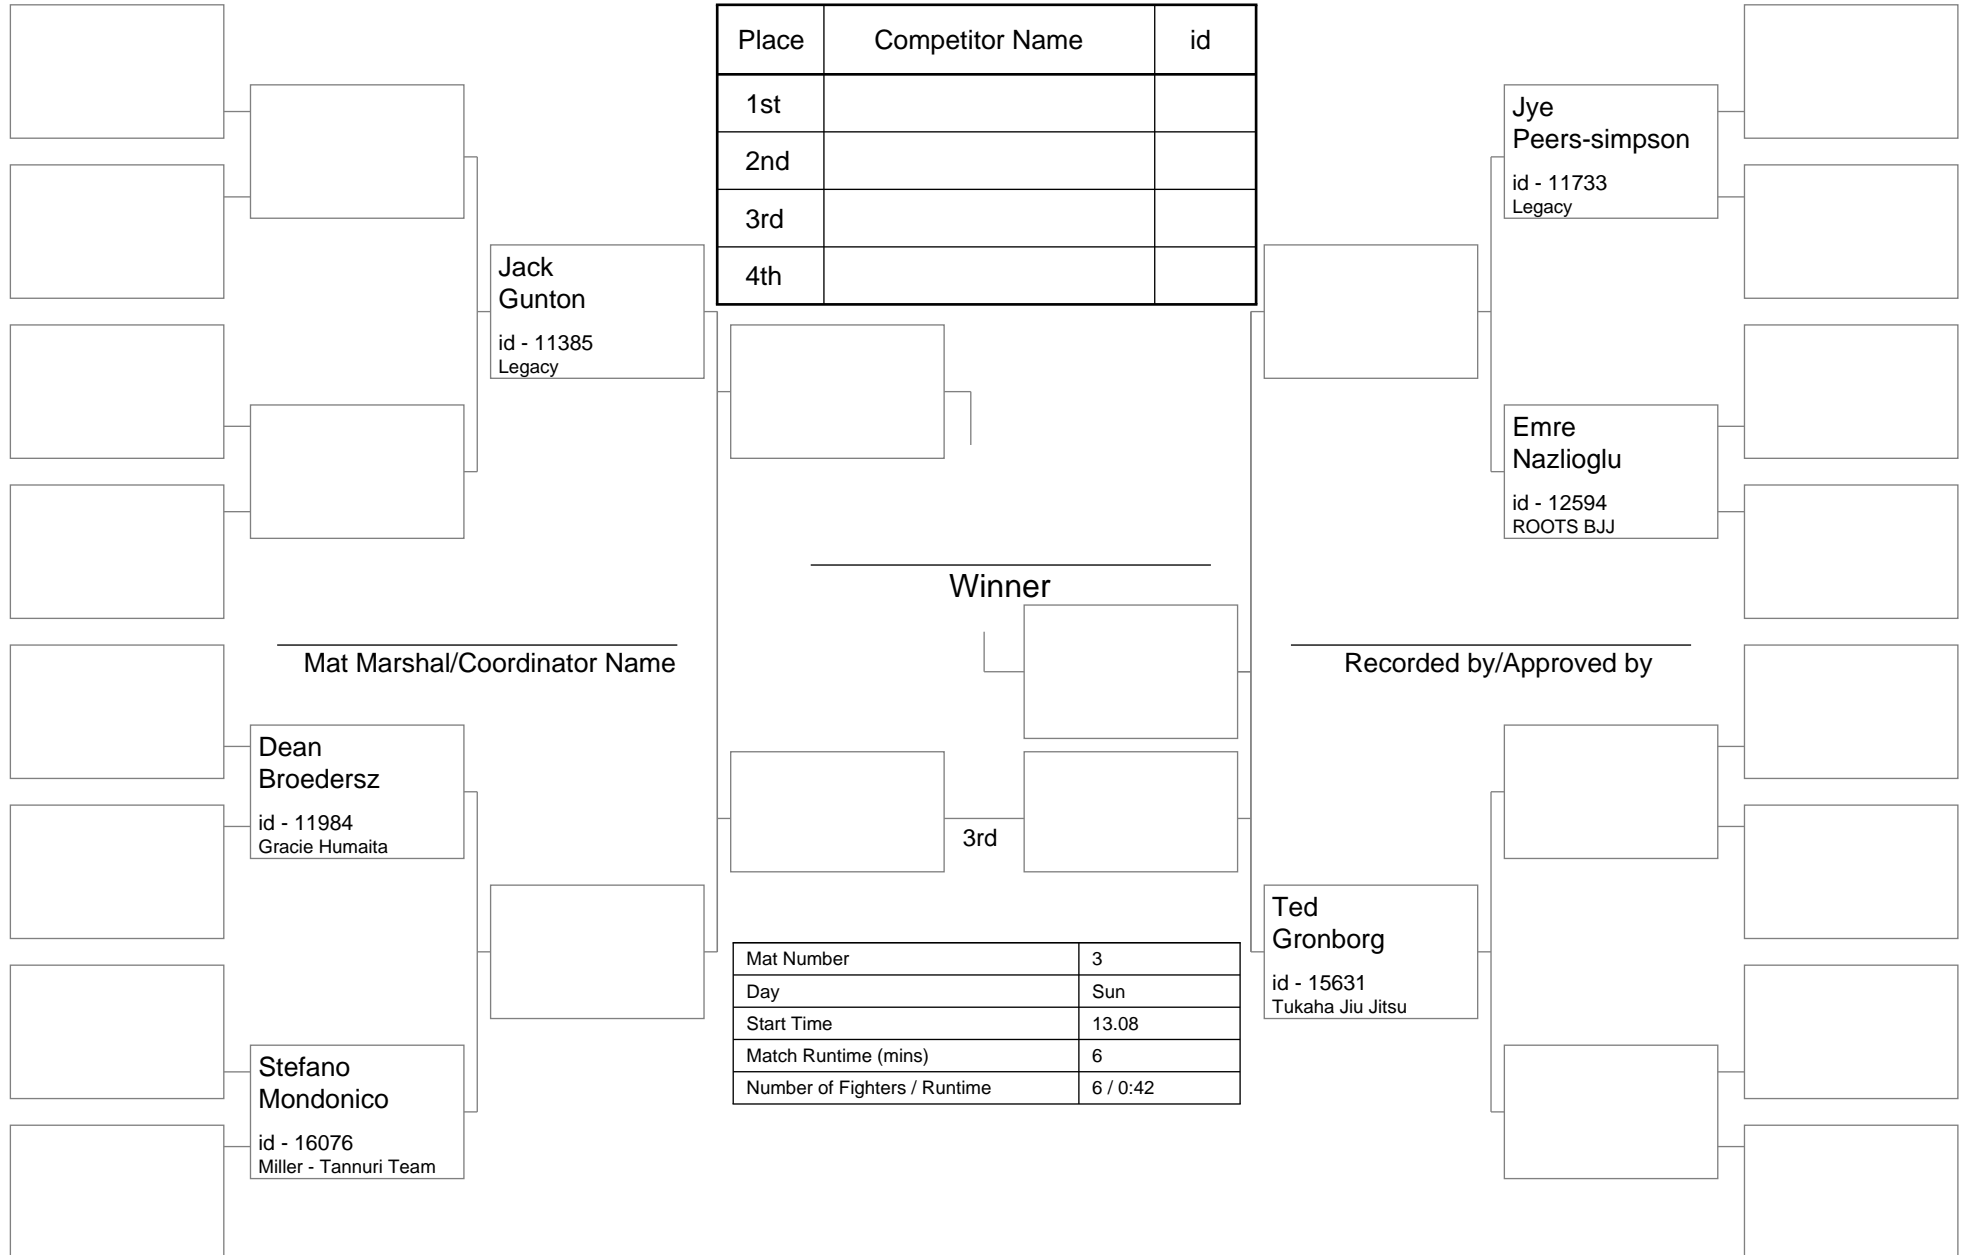 Place Competitor Name id
1st
2nd
3rd
4th
Jye
Peers-simpson
id - 11733
Legacy
Jack
Gunton
id - 11385
Legacy
Emre
Nazlioglu
id - 12594
ROOTS BJJ
Winner
Mat Marshal/Coordinator Name
Recorded by/Approved by
Dean
Broedersz
id - 11984
Gracie Humaita
3rd
Ted
Gronborg
id - 15631
Tukaha Jiu Jitsu
Mat Number 3
Day Sun
Start Time 13.08
Match Runtime (mins) 6
Number of Fighters / Runtime 6 / 0:42
Stefano
Mondonico
id - 16076
Miller - Tannuri Team